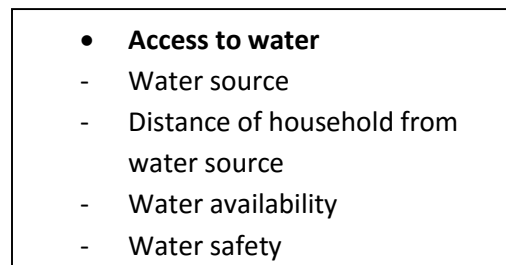 • Access to water
- Water source
- Distance of household from
water source
- Water availability
- Water safety